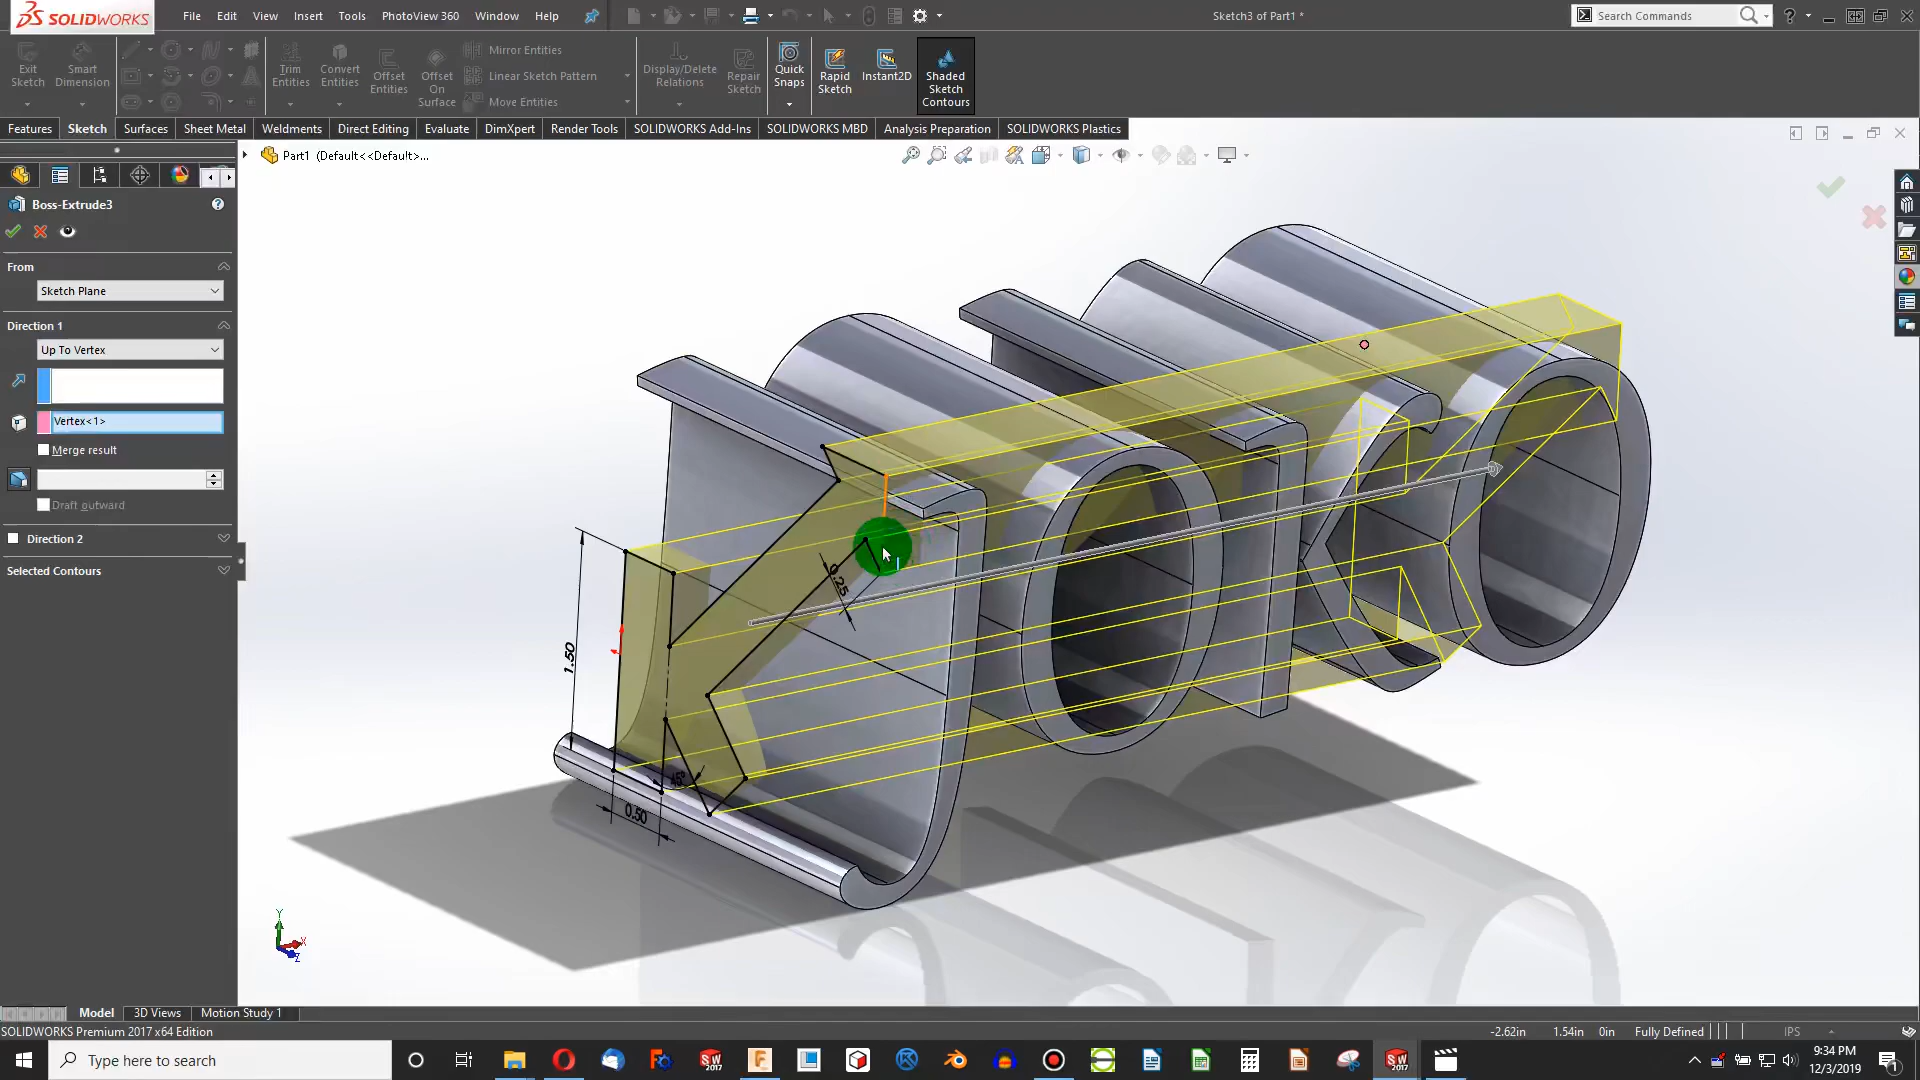 SOLIDWORKS
File Edit View Insert Tools PhotoView 360 Window Help
Sketch3 of Part1 *
Search Commands
Exit Sketch
Smart Dimension
Trim Entities
Convert Entities
Offset Entities
Offset On Surface
Mirror Entities
Linear Sketch Pattern
Move Entities
Display/Delete Relations
Repair Sketch
Quick Snaps
Rapid Sketch
Instant2D
Shaded Sketch Contours
Features Sketch Surfaces Sheet Metal Weldments Direct Editing Evaluate DimXpert Render Tools SOLIDWORKS Add-Ins SOLIDWORKS MBD Analysis Preparation SOLIDWORKS Plastics
Part1 (Default<<Default>...
Boss-Extrude3
From
Sketch Plane
Direction 1
Up To Vertex
Vertex<1>
Merge result
Draft outward
Direction 2
Selected Contours
1.50
0.25
45°
0.50
Y
X
Z
Model 3D Views Motion Study 1
SOLIDWORKS Premium 2017 x64 Edition
-2.62in 1.54in 0in Fully Defined IPS
Type here to search
9:34 PM
12/3/2019